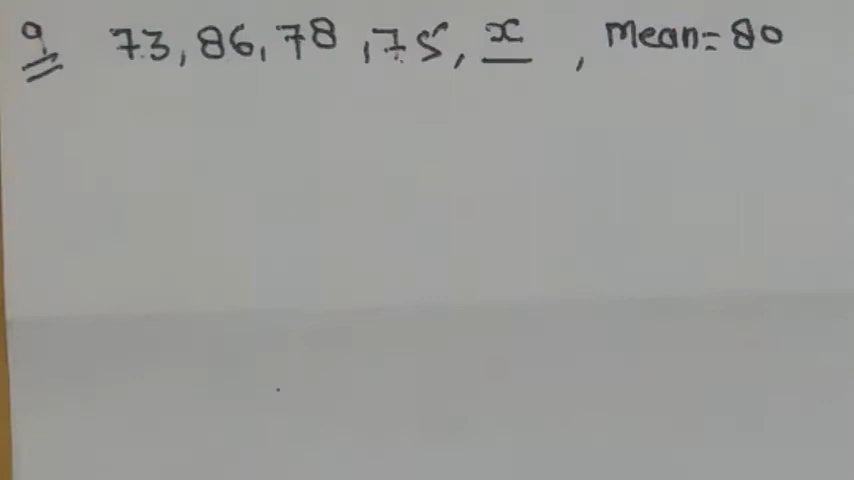 9 73, 86, 78, 75, x, Mean = 80